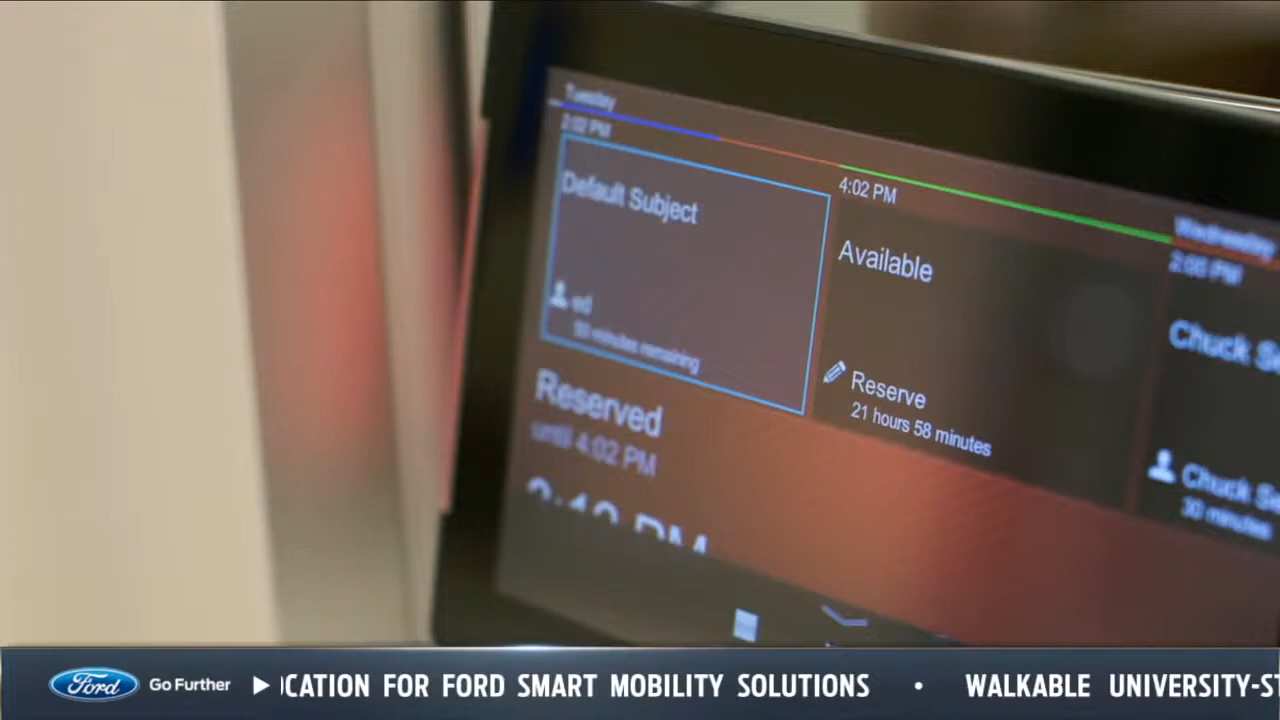 Tuesday
2:02 PM
Default Subject
ed
minutes remaining
Reserved
until 4:02 PM
4:02 PM
Available
Reserve
21 hours 58 minutes
Wednesday
2:00 PM
Chuck
Chuck
30 minutes
Ford Go Further CATION FOR FORD SMART MOBILITY SOLUTIONS • WALKABLE UNIVERSITY-ST